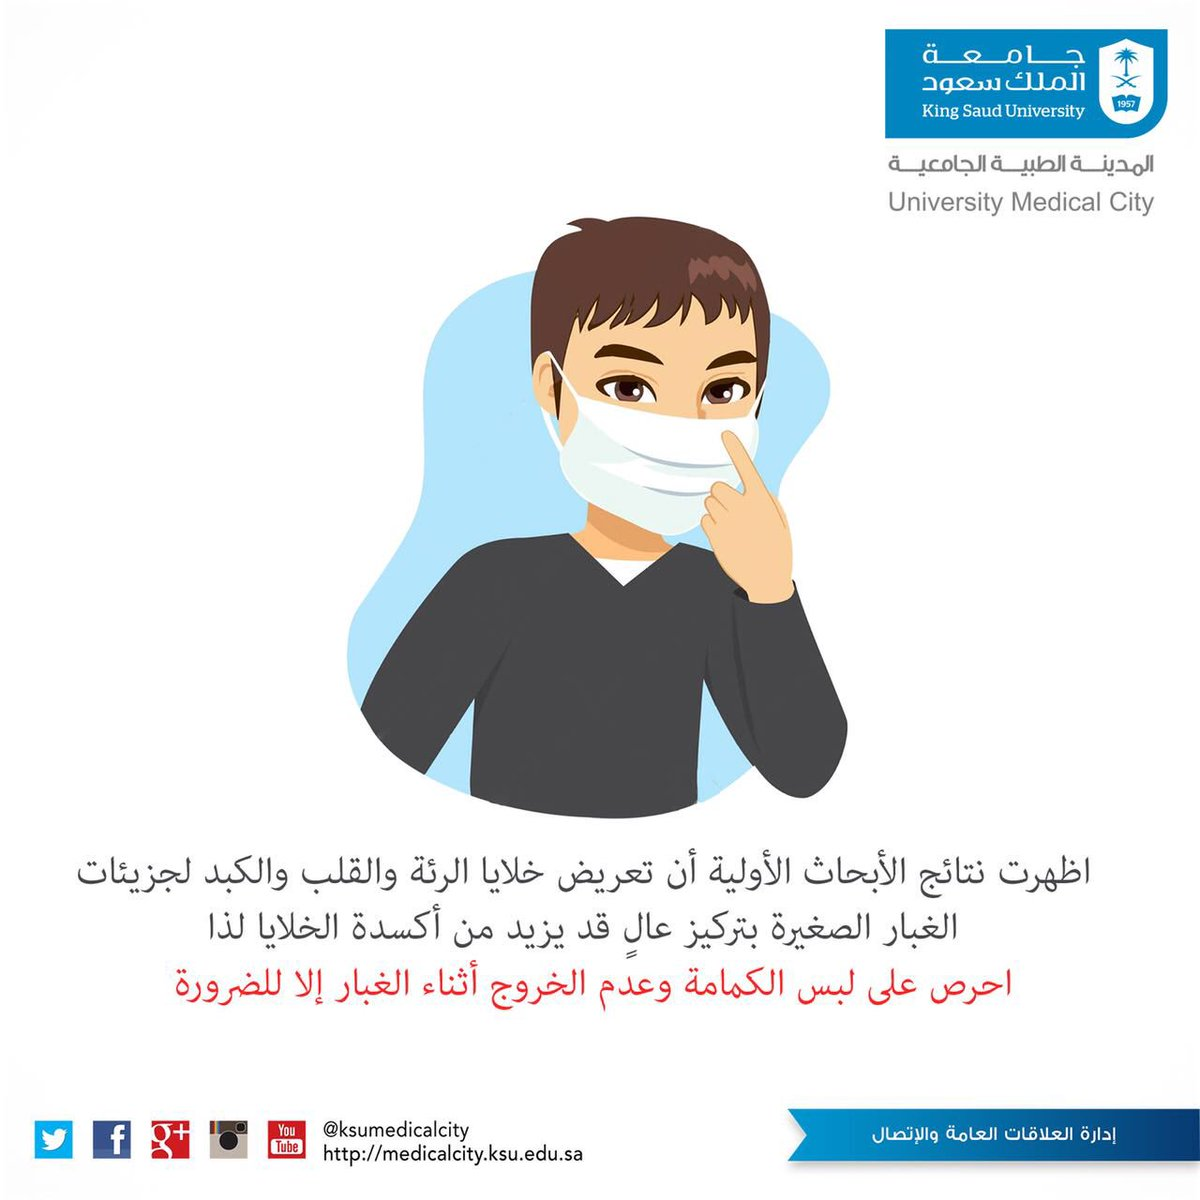 جامعة
الملك سعود
King Saud University
1957
المدينة الطبية الجامعية
University Medical City
اظهرت نتائج الأبحاث الأولية أن تعريض خلايا الرئة والقلب والكبد لجزيئات
الغبار الصغيرة بتركيز عالٍ قد يزيد من أكسدة الخلايا لذا
احرص على لبس الكمامة وعدم الخروج أثناء الغبار إلا للضرورة
You
Tube
@ksumedicalcity
http://medicalcity.ksu.edu.sa
إدارة العلاقات العامة والإتصال